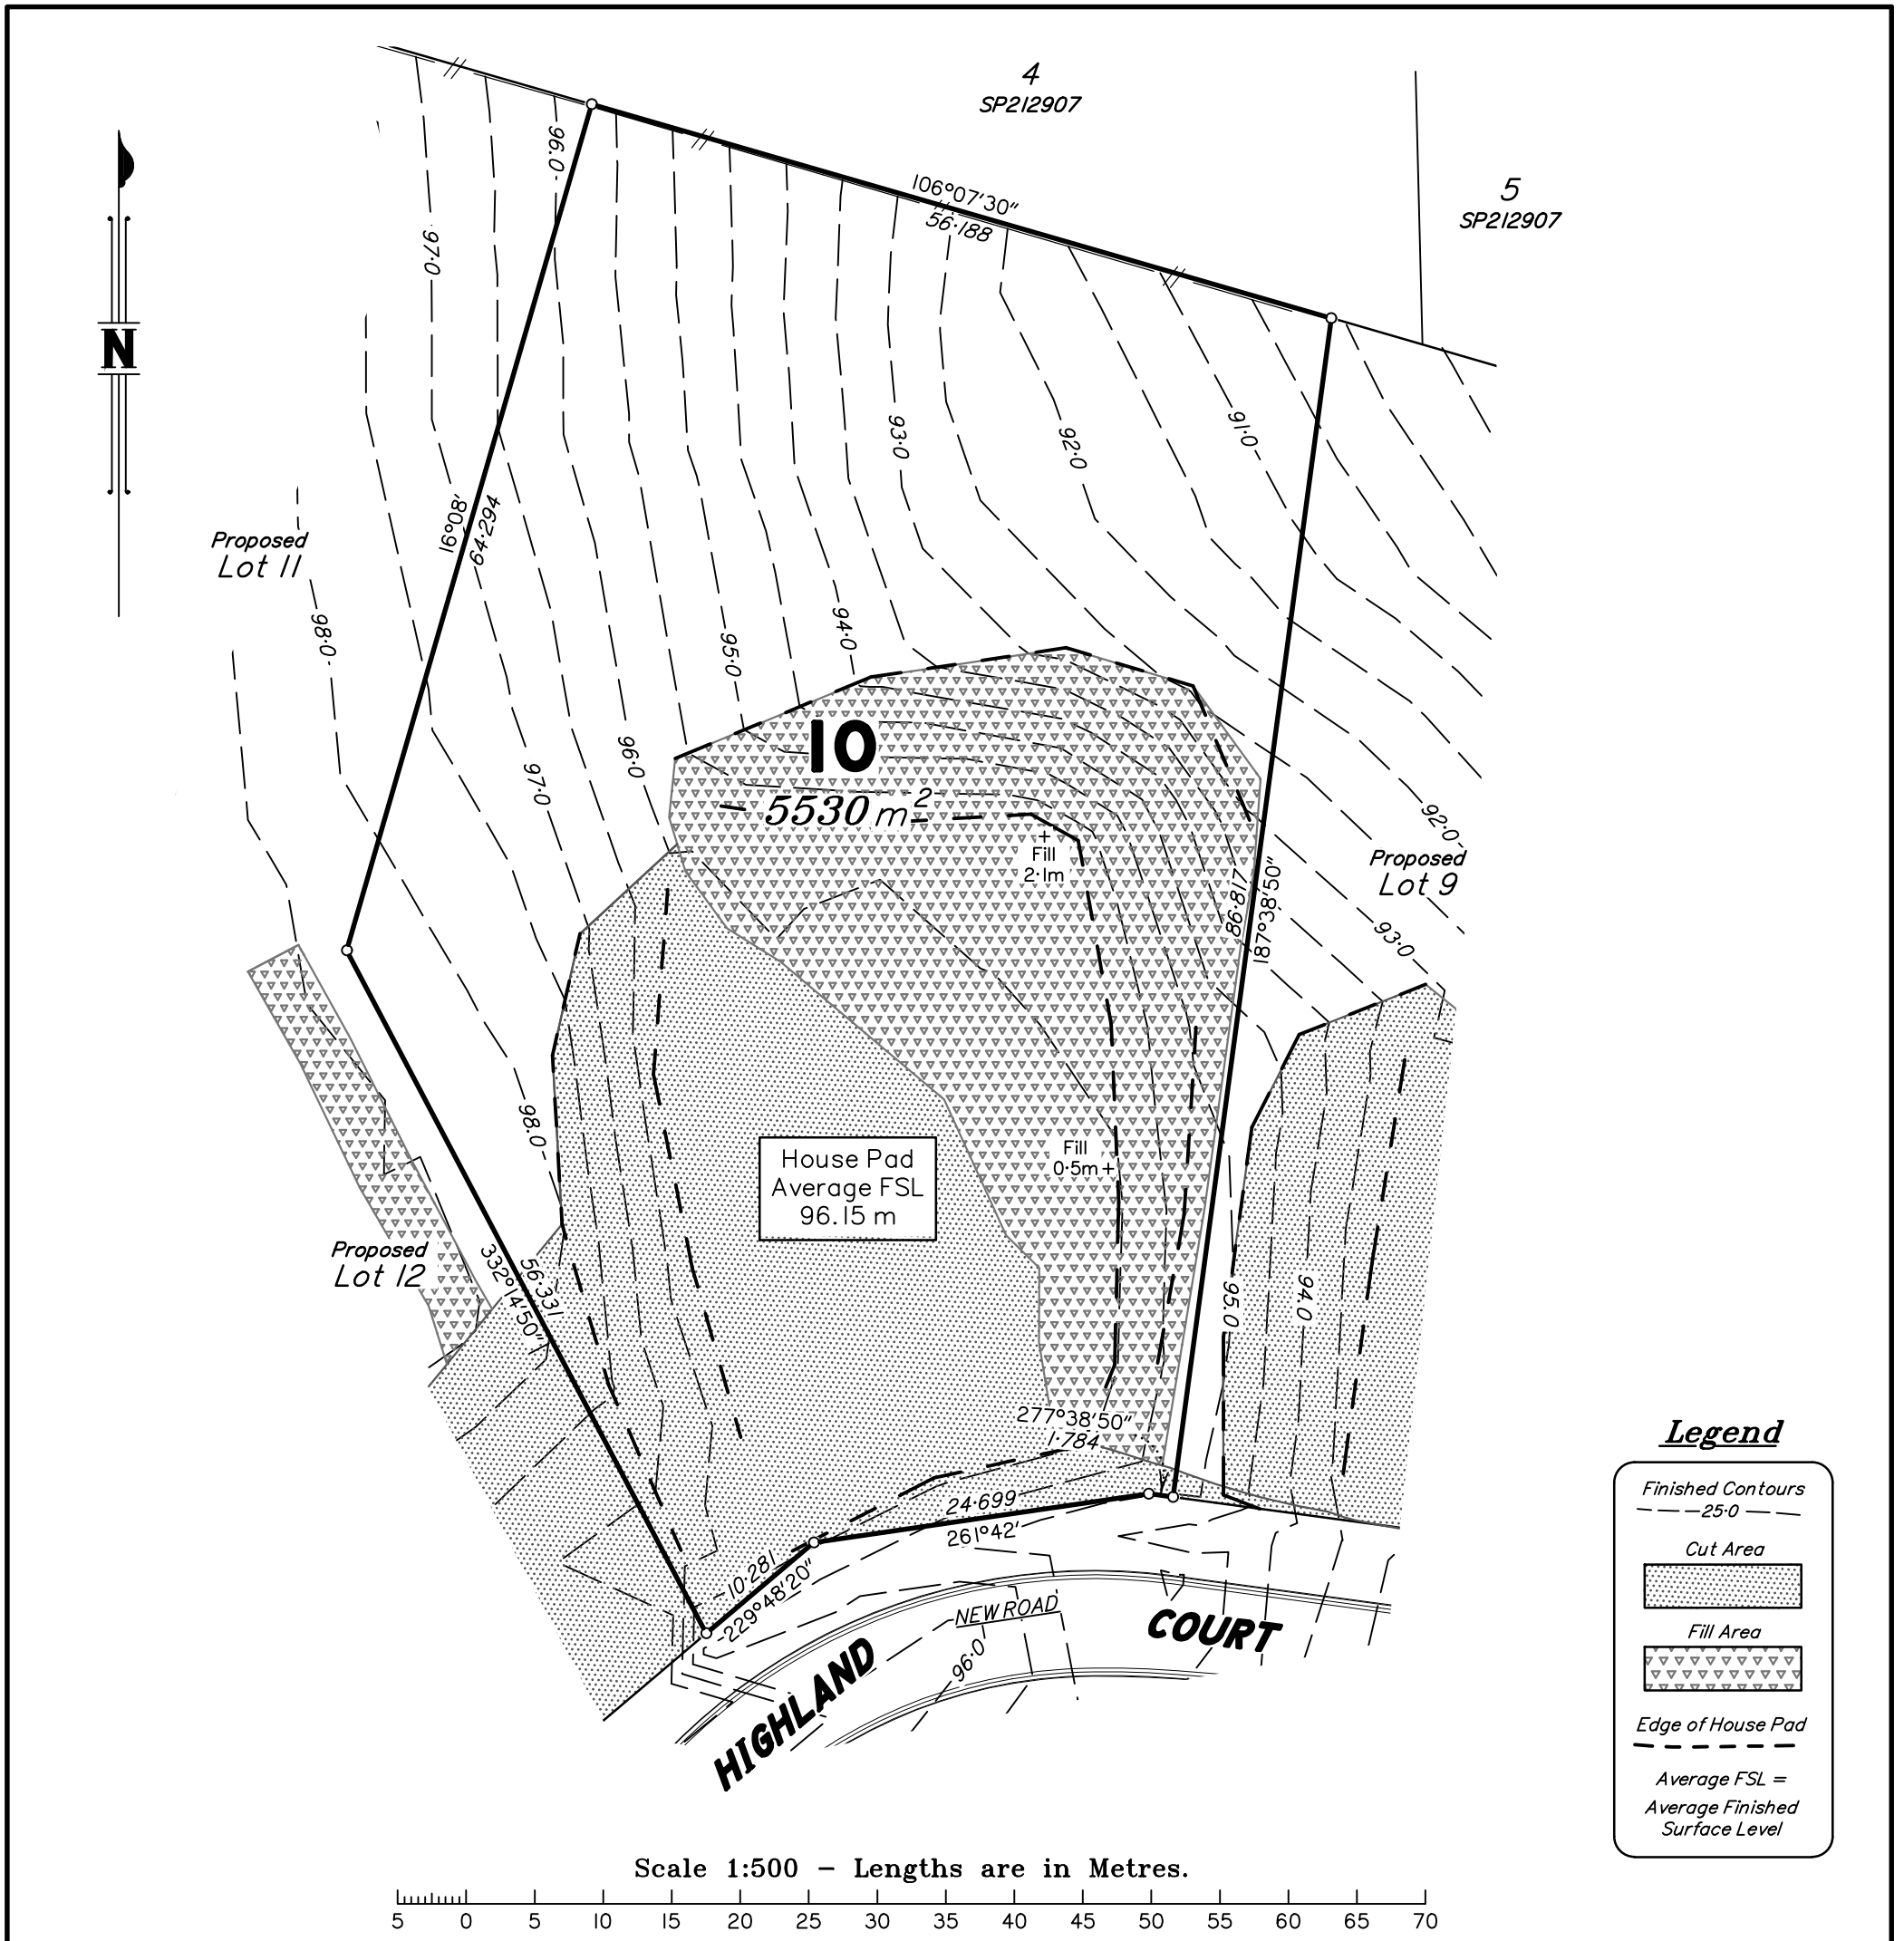 4
SP212907
5
SP212907
N
96.0
97.0
106°07'30"
56.188
16°08'
64.294
93.0
92.0
91.0
Proposed
Lot 11
98.0
95.0
94.0
96.0
97.0
10
5530 m2
+
Fill
2.1m
92.0
Proposed
Lot 9
86.817
187°38'50"
93.0
98.0
House Pad
Average FSL
96.15 m
Fill
0.5m+
Proposed
Lot 12
56.331
332°14'50"
95.0
94.0
277°38'50"
1.784
24.699
261°42'
10.281
229°48'20"
NEW ROAD
96.0
HIGHLAND
COURT
Legend
Finished Contours
25.0
Cut Area
Fill Area
Edge of House Pad
Average FSL =
Average Finished
Surface Level
Scale 1:500 – Lengths are in Metres.
5 0 5 10 15 20 25 30 35 40 45 50 55 60 65 70